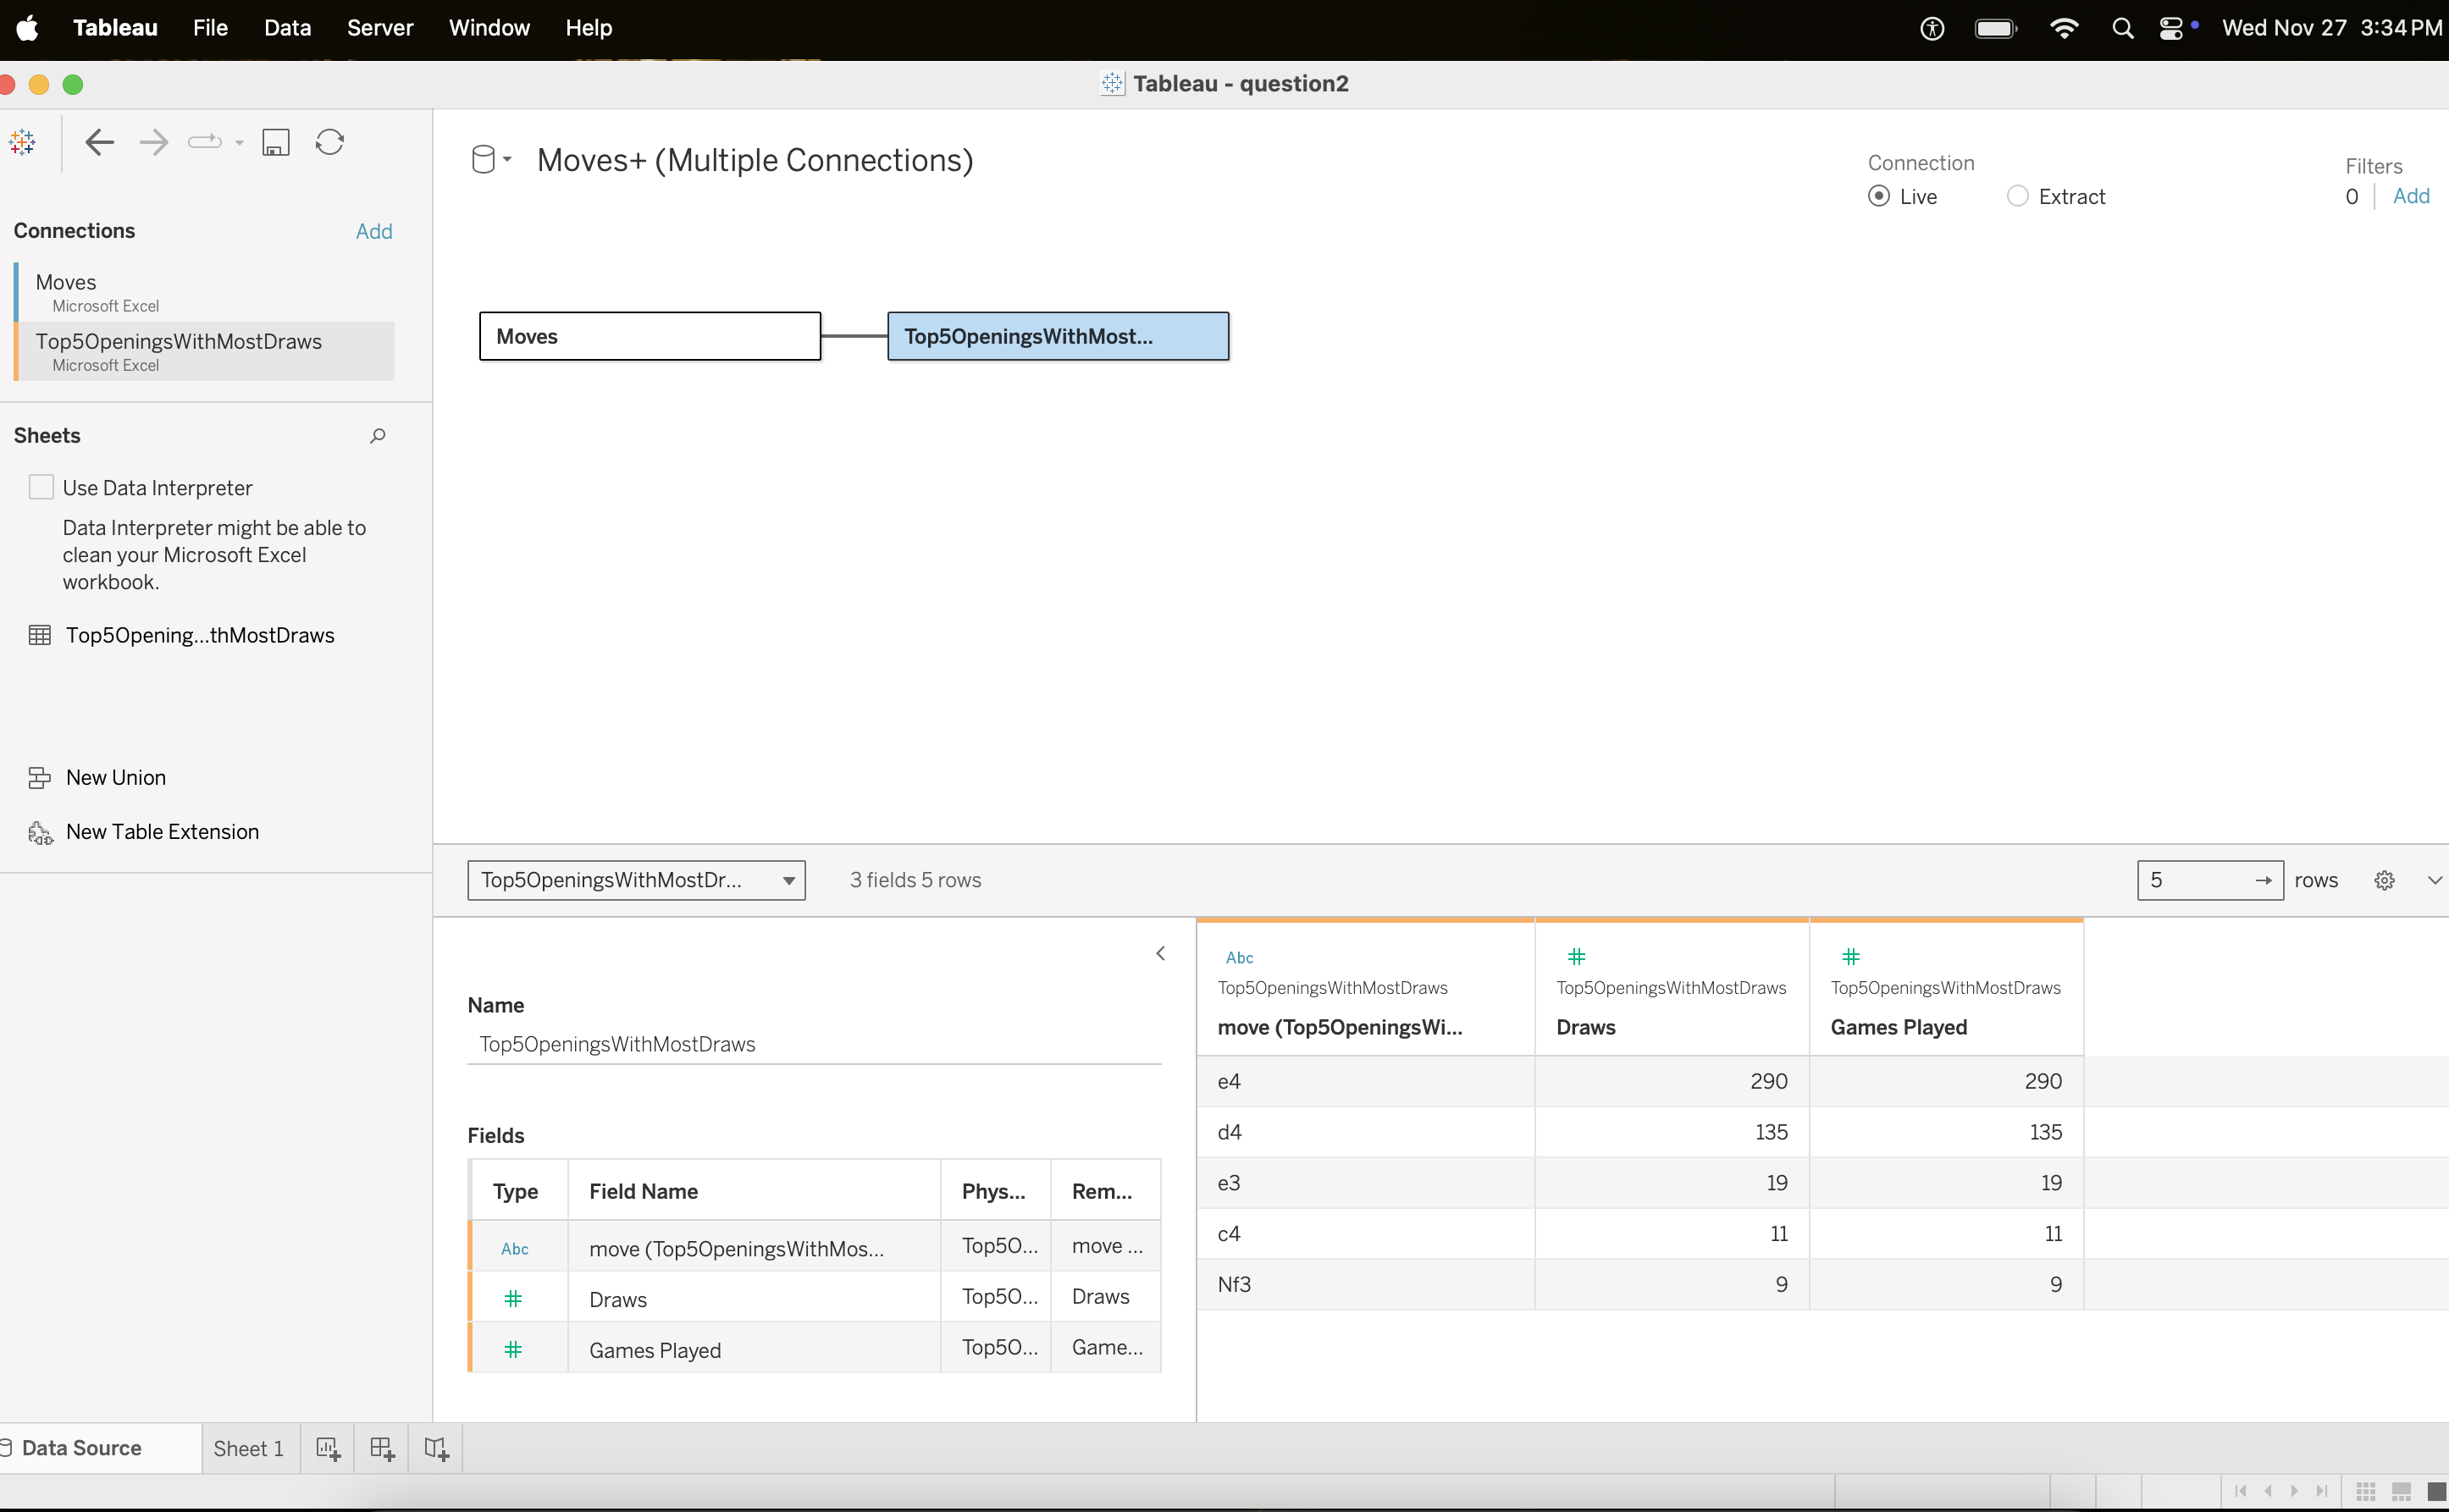 Tableau File Data Server Window Help Wed Nov 27 3:34 PM
Tableau - question2
Moves+ (Multiple Connections)
Connection
Live Extract
Filters
0 Add
Connections Add
Moves
Microsoft Excel
Top5OpeningsWithMostDraws
Microsoft Excel
Moves Top5OpeningsWithMost...
Sheets
Use Data Interpreter
Data Interpreter might be able to
clean your Microsoft Excel
workbook.
Top5Opening...thMostDraws
New Union
New Table Extension
Top5OpeningsWithMostDr... 3 fields 5 rows 5 rows
Name
Top5OpeningsWithMostDraws
Fields
Type Field Name Phys... Rem...
Abc move (Top5OpeningsWithMos... Top5O... move ...
# Draws Top5O... Draws
# Games Played Top5O... Game...
Abc # #
Top5OpeningsWithMostDraws Top5OpeningsWithMostDraws Top5OpeningsWithMostDraws
move (Top5OpeningsWi... Draws Games Played
e4 290 290
d4 135 135
e3 19 19
c4 11 11
Nf3 9 9
Data Source Sheet 1